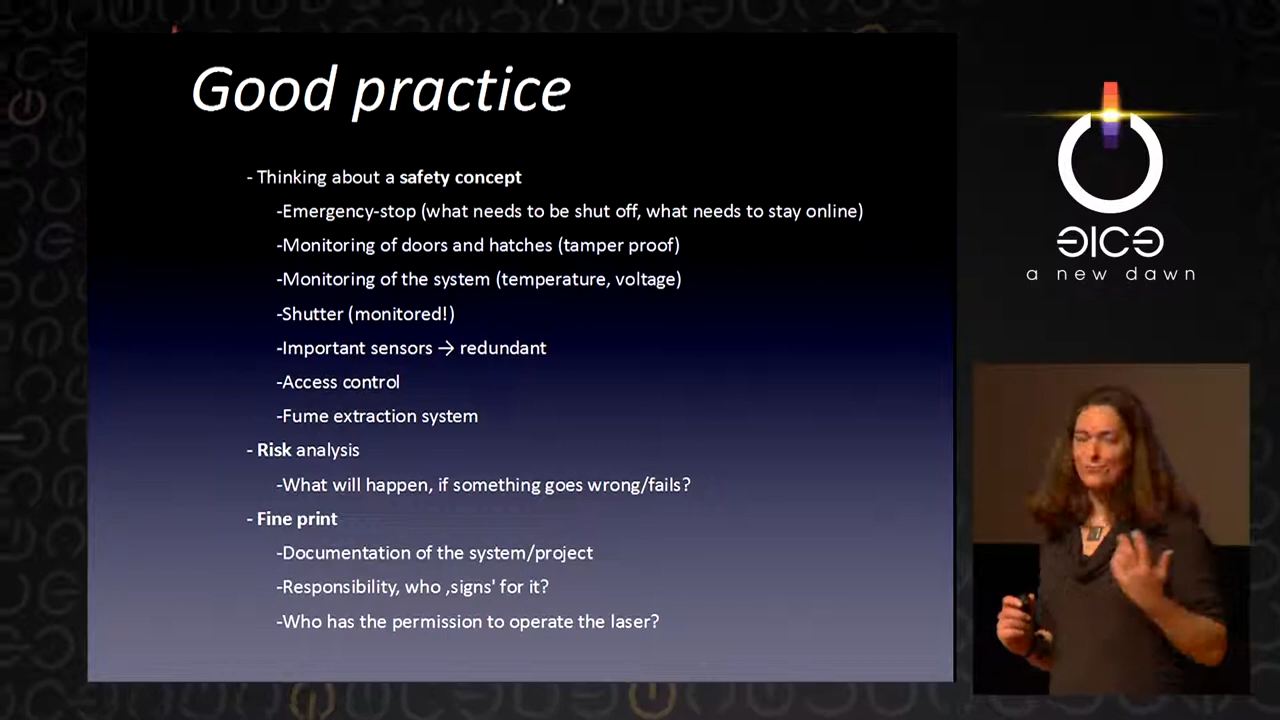 Good practice
- Thinking about a safety concept
-Emergency-stop (what needs to be shut off, what needs to stay online)
-Monitoring of doors and hatches (tamper proof)
-Monitoring of the system (temperature, voltage)
-Shutter (monitored!)
-Important sensors → redundant
-Access control
-Fume extraction system
- Risk analysis
-What will happen, if something goes wrong/fails?
- Fine print
-Documentation of the system/project
-Responsibility, who ‚signs' for it?
-Who has the permission to operate the laser?
a new dawn